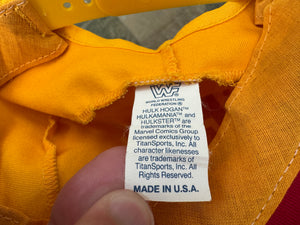 WF
WORLD WRESTLING
FEDERATION®
HULK HOGAN™
HULKAMANIA™ and
HULKSTER™ are
trademarks of the
Marvel Comics Group
licensed exclusively to
TitanSports, Inc. All
character likenesses
are trademarks of
TitanSports, Inc. All
Rights Reserved.
MADE IN U.S.A.